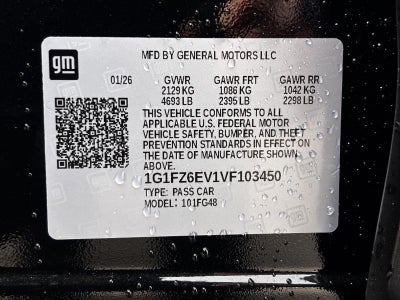 gm
MFD BY GENERAL MOTORS LLC
01/26 GVWR GAWR FRT GAWR RR
2129 KG 1086 KG 1042 KG
4693 LB 2395 LB 2298 LB
THIS VEHICLE CONFORMS TO ALL
APPLICABLE U.S. FEDERAL MOTOR
VEHICLE SAFETY, BUMPER, AND THEFT
PREVENTION STANDARDS IN EFFECT ON THE
DATE OF MANUFACTURE SHOWN
ABOVE.
1G1FZ6EV1VF103450
TYPE: PASS CAR
MODEL: 101FG48